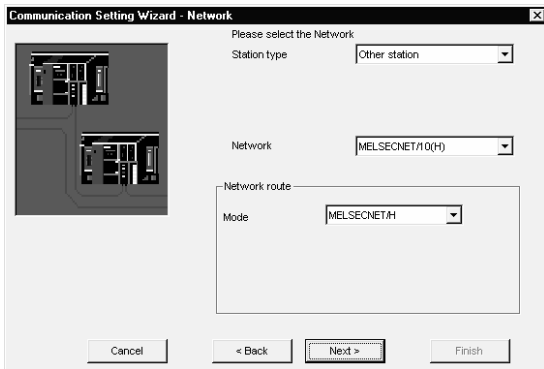 Communication Setting Wizard - Network
Please select the Network
Station type
Other station
Network
MELSECNET/10(H)
Network route
Mode
MELSECNET/H
Cancel
< Back
Next >
Finish